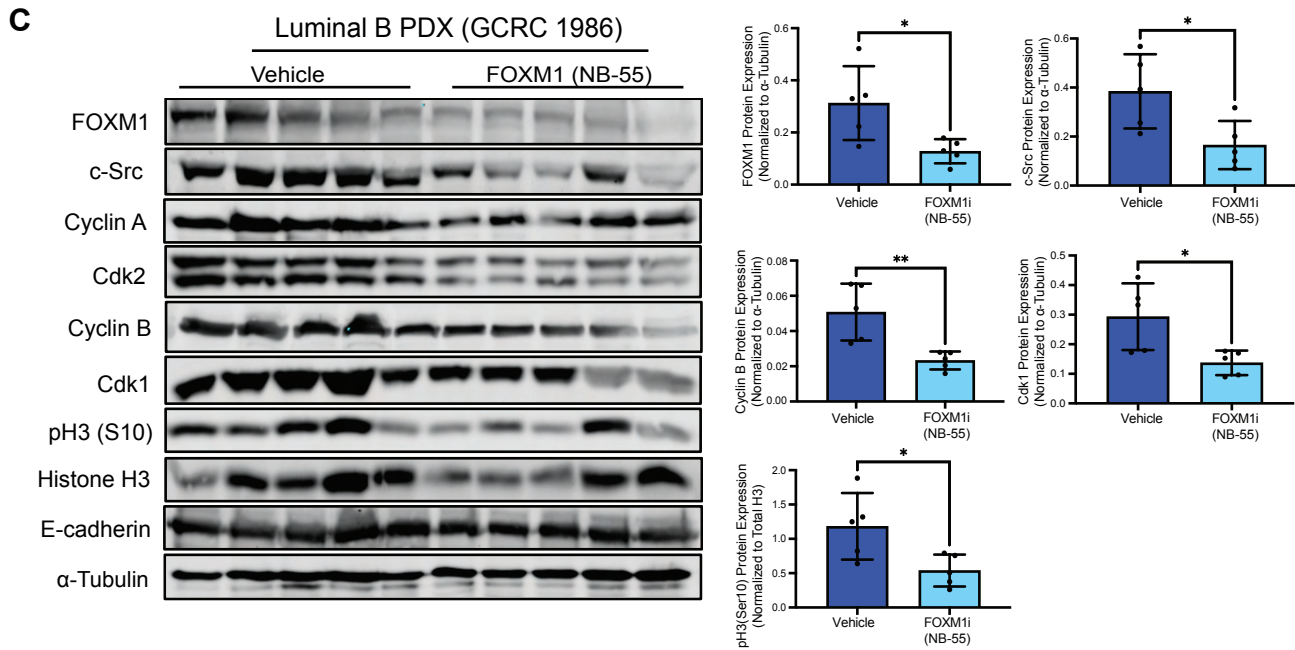 C
Luminal B PDX (GCRC 1986)
Vehicle
FOXM1 (NB-55)
FOXM1
c-Src
Cyclin A
Cdk2
Cyclin B
Cdk1
pH3 (S10)
Histone H3
E-cadherin
α-Tubulin
FOXM1 Protein Expression
(Normalized to α-Tubulin)
0.6
0.4
0.2
0.0
*
Vehicle
FOXM1i
(NB-55)
c-Src Protein Expression
(Normalized to α-Tubulin)
0.6
0.4
0.2
0.0
*
Vehicle
FOXM1i
(NB-55)
Cyclin B Protein Expression
(Normalized to α-Tubulin)
0.08
0.06
0.04
0.02
0.00
**
Vehicle
FOXM1i
(NB-55)
Cdk1 Protein Expression
(Normalized to α-Tubulin)
0.5
0.4
0.3
0.2
0.1
0.0
*
Vehicle
FOXM1i
(NB-55)
pH3(Ser10) Protein Expression
(Normalized to Total H3)
2.0
1.5
1.0
0.5
0.0
*
Vehicle
FOXM1i
(NB-55)